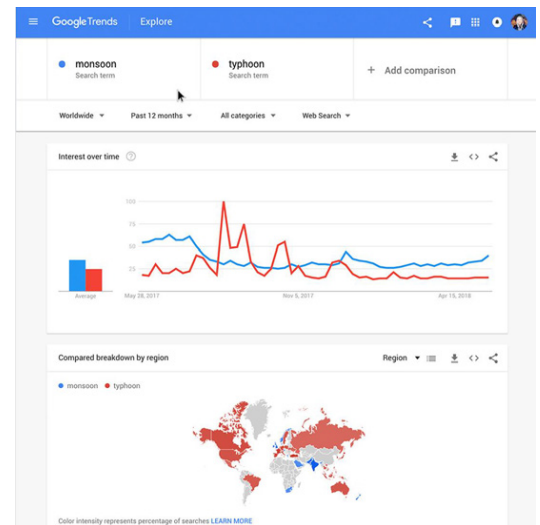 GoogleTrends Explore
monsoon
Search term
typhoon
Search term
+ Add comparison
Worldwide Past 12 months All categories Web Search
Interest over time
100
75
50
25
Average
May 28, 2017 Nov 5, 2017 Apr 15, 2018
Compared breakdown by region Region
monsoon typhoon
Color intensity represents percentage of searches LEARN MORE